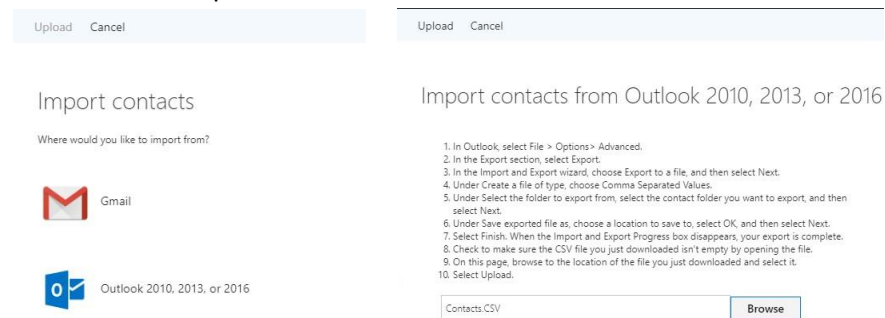 Upload Cancel
Import contacts
Where would you like to import from?
Gmail
Outlook 2010, 2013, or 2016
Upload Cancel
Import contacts from Outlook 2010, 2013, or 2016
1. In Outlook, select File > Options> Advanced.
2. In the Export section, select Export.
3. In the Import and Export wizard, choose Export to a file, and then select Next.
4. Under Create a file of type, choose Comma Separated Values.
5. Under Select the folder to export from, select the contact folder you want to export, and then
select Next.
6. Under Save exported file as, choose a location to save to, select OK, and then select Next.
7. Select Finish. When the Import and Export Progress box disappears, your export is complete.
8. Check to make sure the CSV file you just downloaded isn't empty by opening the file.
9. On this page, browse to the location of the file you just downloaded and select it.
10. Select Upload.
Contacts.CSV Browse